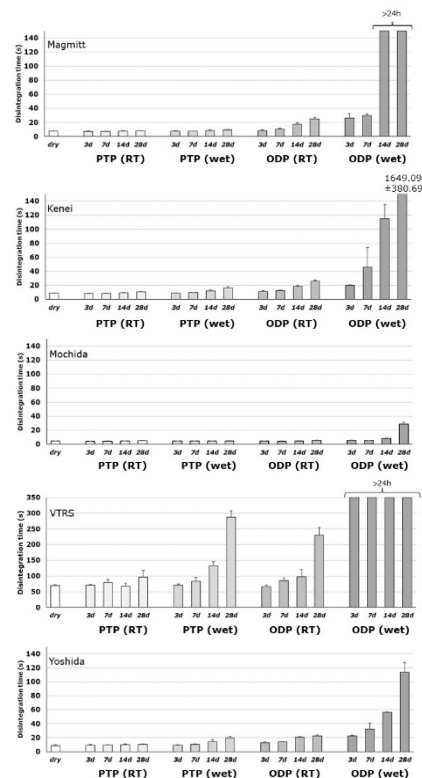 >24h
Disintegration time (s)
Magmitt
140
120
100
80
60
40
20
0
dry 3d 7d 14d 28d 3d 7d 14d 28d 3d 7d 14d 28d 3d 7d 14d 28d
PTP (RT) PTP (wet) ODP (RT) ODP (wet)
1649.09
±380.69
Disintegration time (s)
Kenei
140
120
100
80
60
40
20
0
dry 3d 7d 14d 28d 3d 7d 14d 28d 3d 7d 14d 28d 3d 7d 14d 28d
PTP (RT) PTP (wet) ODP (RT) ODP (wet)
Disintegration time (s)
Mochida
140
120
100
80
60
40
20
0
dry 3d 7d 14d 28d 3d 7d 14d 28d 3d 7d 14d 28d 3d 7d 14d 28d
PTP (RT) PTP (wet) ODP (RT) ODP (wet)
>24h
Disintegration time (s)
VTRS
350
300
250
200
150
100
50
0
dry 3d 7d 14d 28d 3d 7d 14d 28d 3d 7d 14d 28d 3d 7d 14d 28d
PTP (RT) PTP (wet) ODP (RT) ODP (wet)
Disintegration time (s)
Yoshida
140
120
100
80
60
40
20
0
dry 3d 7d 14d 28d 3d 7d 14d 28d 3d 7d 14d 28d 3d 7d 14d 28d
PTP (RT) PTP (wet) ODP (RT) ODP (wet)